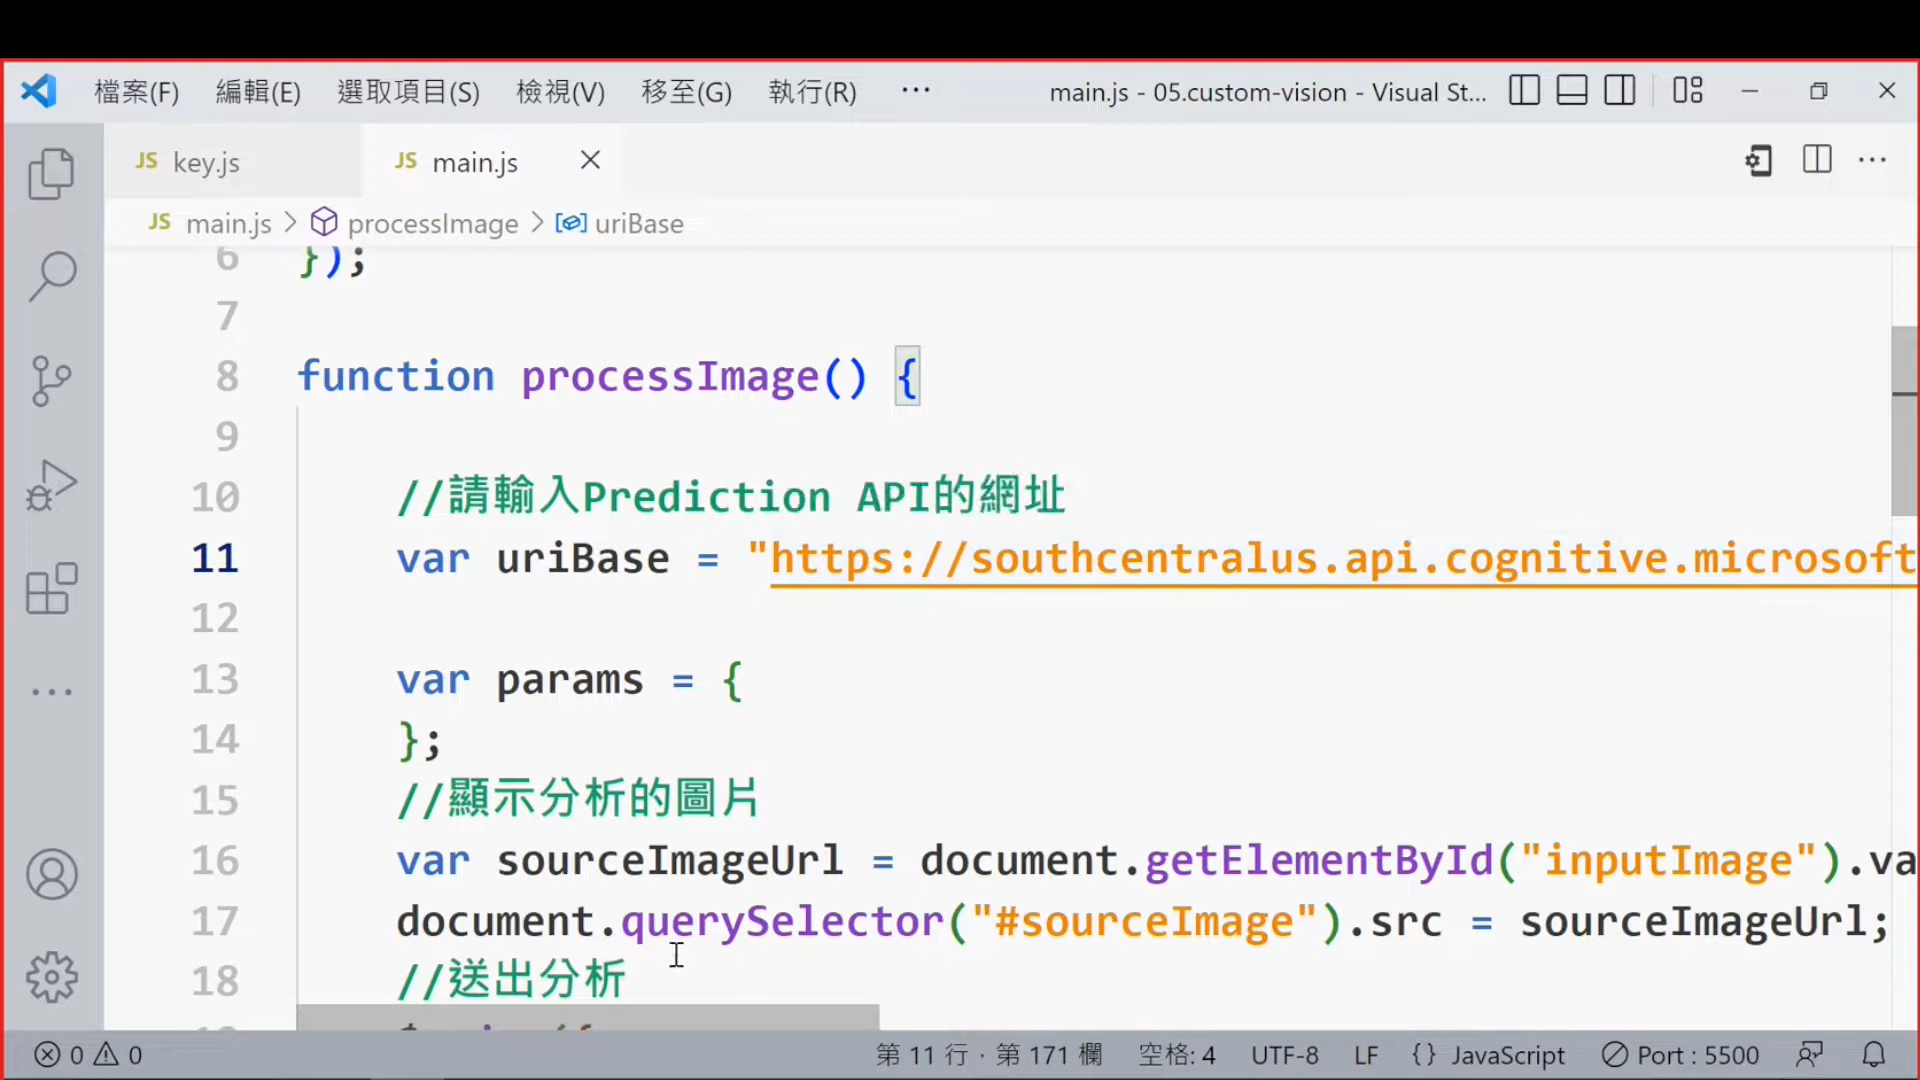 檔案(F) 編輯(E) 選取項目(S) 檢視(V) 移至(G) 執行(R) ··· main.js - 05.custom-vision - Visual St...
JS key.js JS main.js
JS main.js > processImage > uriBase
6 });
7
8 function processImage() {
9
10 //請輸入Prediction API的網址
11 var uriBase = "https://southcentralus.api.cognitive.microsoft
12
13 var params = {
14 };
15 //顯示分析的圖片
16 var sourceImageUrl = document.getElementById("inputImage").va
17 document.querySelector("#sourceImage").src = sourceImageUrl;
18 //送出分析
0 0 第 11 行，第 171 欄 空格: 4 UTF-8 LF {} JavaScript Port : 5500